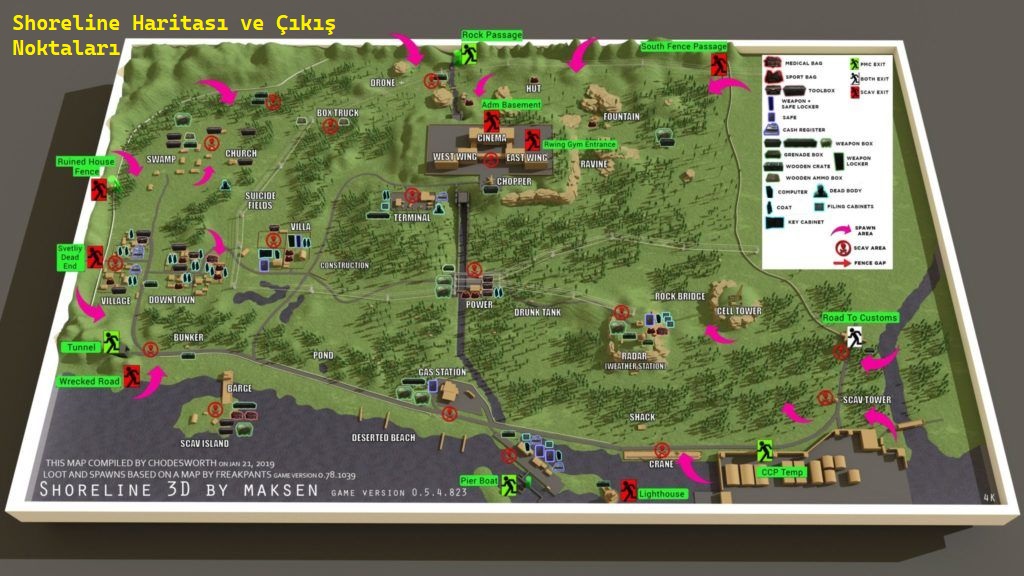 Shoreline Haritası ve Çıkış
Noktaları
Rock Passage
South Fence Passage
DRONE
HUT
Adm Basement
BOX TRUCK
FOUNTAIN
CINEMA
Rwing Gym Entrance
WEST WING
EAST WING
RAVINE
SWAMP
CHURCH
Ruined House
Fence
CHOPPER
SUICIDE
FIELDS
TERMINAL
VILLA
Svetliy
Dead
End
CONSTRUCTION
VILLAGE
DOWNTOWN
POWER
DRUNK TANK
ROCK BRIDGE
CELL TOWER
Road To Customs
BUNKER
Tunnel
POND
RADAR
(WEATHER STATION)
Wrecked Road
GAS STATION
BARGE
SCAV TOWER
SHACK
SCAV ISLAND
DESERTED BEACH
CRANE
CCP Temp
Pier Boat
Lighthouse
MEDICAL BAG
SPORT BAG
TOOLBOX
WEAPON +
SAFE LOCKER
SAFE
CASH REGISTER
WEAPON BOX
GRENADE BOX
WOODEN CRATE
WEAPON
LOCKER
WOODEN AMMO BOX
COMPUTER
DEAD BODY
COAT
FILING CABINETS
KEY CABINET
PMC EXIT
BOTH EXIT
SCAV EXIT
SPAWN
AREA
SCAV AREA
FENCE GAP
THIS MAP COMPILED BY CHODESWORTH ON JAN 21, 2019
LOOT AND SPAWNS BASED ON A MAP BY FREAKPANTS GAME VERSION 0.78.1039
SHORELINE 3D BY MAKSEN GAME VERSION 0.5.4.823
4K